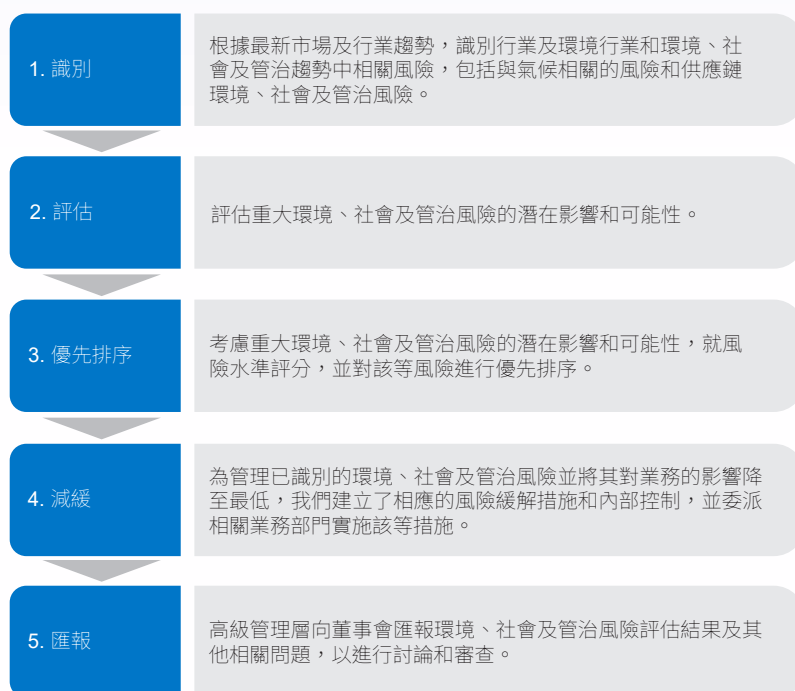 1. 識別
根據最新市場及行業趨勢，識別行業及環境行業和環境、社
會及管治趨勢中相關風險，包括與氣候相關的風險和供應鏈
環境、社會及管治風險。
2. 評估
評估重大環境、社會及管治風險的潛在影響和可能性。
3. 優先排序
考慮重大環境、社會及管治風險的潛在影響和可能性，就風
險水準評分，並對該等風險進行優先排序。
4. 減緩
為管理已識別的環境、社會及管治風險並將其對業務的影響降
至最低，我們建立了相應的風險緩解措施和內部控制，並委派
相關業務部門實施該等措施。
5. 匯報
高級管理層向董事會匯報環境、社會及管治風險評估結果及其
他相關問題，以進行討論和審查。